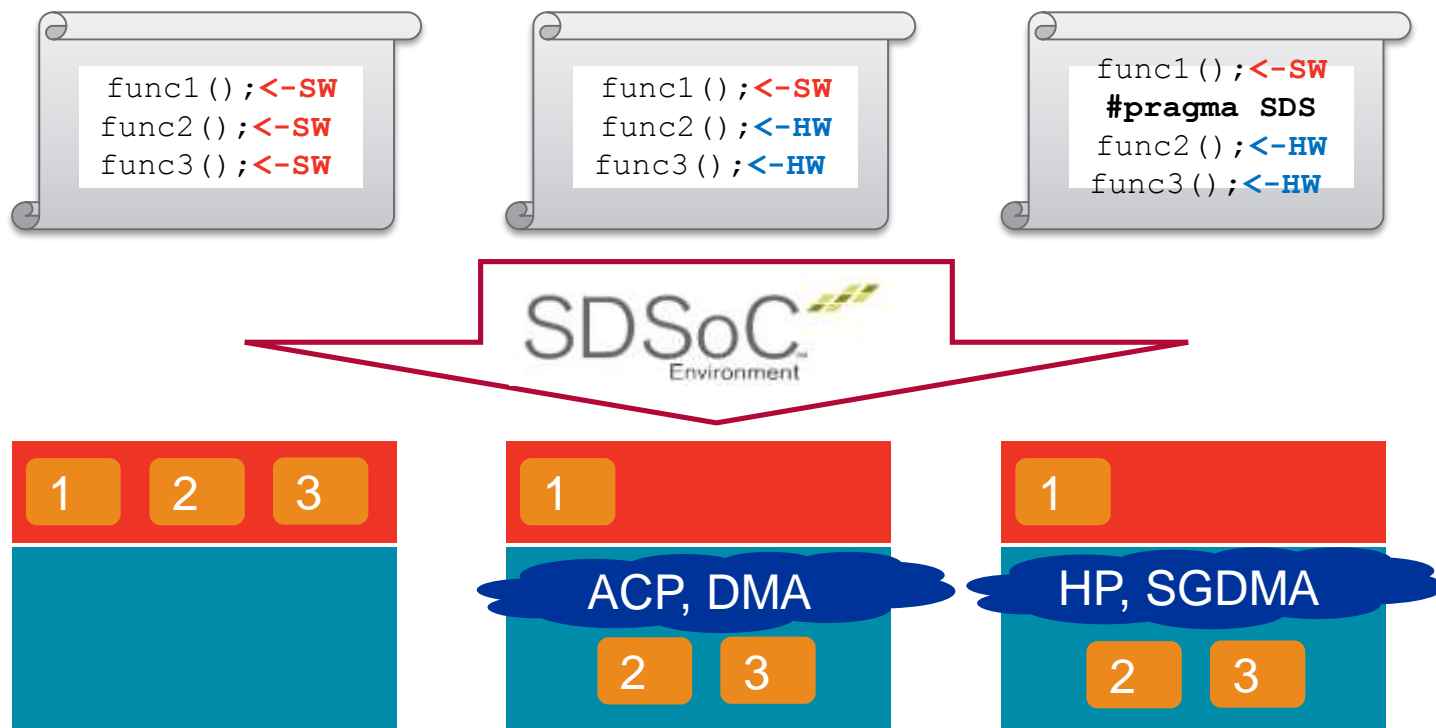 func1();<-SW
func2();<-SW
func3();<-SW
func1();<-SW
func2();<-HW
func3();<-HW
func1();<-SW
#pragma SDS
func2();<-HW
func3();<-HW
SDSoC
Environment
1 2 3
1
ACP, DMA
2 3
1
HP, SGDMA
2 3